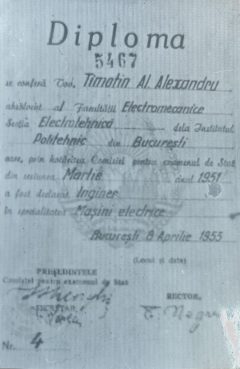 Diploma
5467
se conferă Tov. Timotin Al. Alexandru
absolvent al Facultății Electromecanice
Secția Electrotehnică dela Institutul
Politehnic din București
care, prin hotărîrea Comisiei pentru examenul de Stat
din sesiunea Martie anul 1951
a fost declarat Inginer
în specialitatea Mașini electrice
București 8 Aprilie 1955
(Locul și data)
PREȘEDINTELE
Comisiei pentru examenul de Stat
RECTOR,
SECRETAR,
Nr. 4